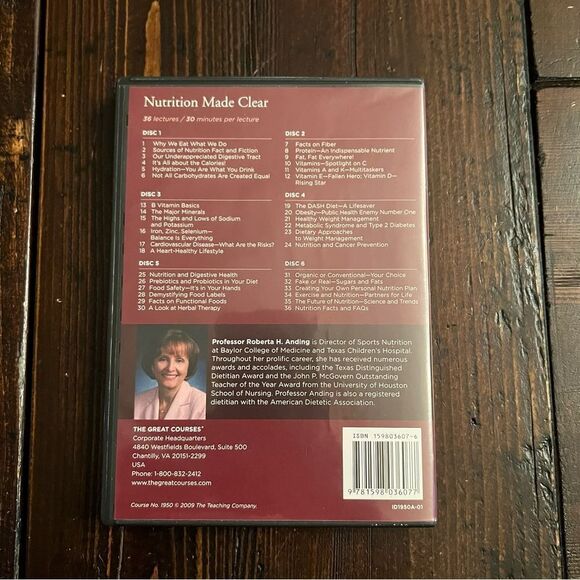 Nutrition Made Clear
36 lectures / 30 minutes per lecture
DISC 1
1 Why We Eat What We Do
2 Sources of Nutrition Fact and Fiction
3 Our Underappreciated Digestive Tract
4 It's All about the Calories!
5 Hydration—You Are What You Drink
6 Not All Carbohydrates Are Created Equal
DISC 2
7 Facts on Fiber
8 Protein—An Indispensable Nutrient
9 Fat, Fat Everywhere!
10 Vitamins—Spotlight on C
11 Vitamins A and K—Multitaskers
12 Vitamin E—Fallen Hero; Vitamin D—
Rising Star
DISC 3
13 B Vitamin Basics
14 The Major Minerals
15 The Highs and Lows of Sodium
and Potassium
16 Iron, Zinc, Selenium—
Balance Is Everything
17 Cardiovascular Disease—What Are the Risks?
18 A Heart-Healthy Lifestyle
DISC 4
19 The DASH Diet—A Lifesaver
20 Obesity—Public Health Enemy Number One
21 Healthy Weight Management
22 Metabolic Syndrome and Type 2 Diabetes
23 Dietary Approaches
to Weight Management
24 Nutrition and Cancer Prevention
DISC 5
25 Nutrition and Digestive Health
26 Prebiotics and Probiotics in Your Diet
27 Food Safety—It's in Your Hands
28 Demystifying Food Labels
29 Facts on Functional Foods
30 A Look at Herbal Therapy
DISC 6
31 Organic or Conventional—Your Choice
32 Fake or Real—Sugars and Fats
33 Creating Your Own Personal Nutrition Plan
34 Exercise and Nutrition—Partners for Life
35 The Future of Nutrition—Science and Trends
36 Nutrition Facts and FAQs
Professor Roberta H. Anding is Director of Sports Nutrition
at Baylor College of Medicine and Texas Children's Hospital.
Throughout her prolific career, she has received numerous
awards and accolades, including the Texas Distinguished
Dietitian Award and the John P. McGovern Outstanding
Teacher of the Year Award from the University of Houston
School of Nursing. Professor Anding is also a registered
dietitian with the American Dietetic Association.
THE GREAT COURSES®
Corporate Headquarters
4840 Westfields Boulevard, Suite 500
Chantilly, VA 20151-2299
USA
Phone: 1-800-832-2412
www.thegreatcourses.com
Course No. 1950 © 2009 The Teaching Company.
ISBN 159803607-6
9 781598 036077
ID1950A-01